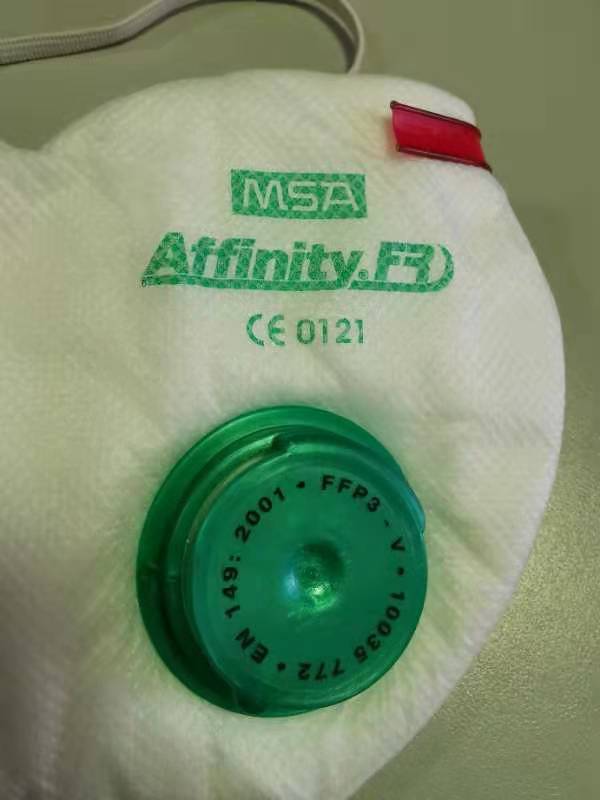 MSA
Affinity.FR
CE 0121
EN 149: 2001 • FFP3 - V • 10035 772 •